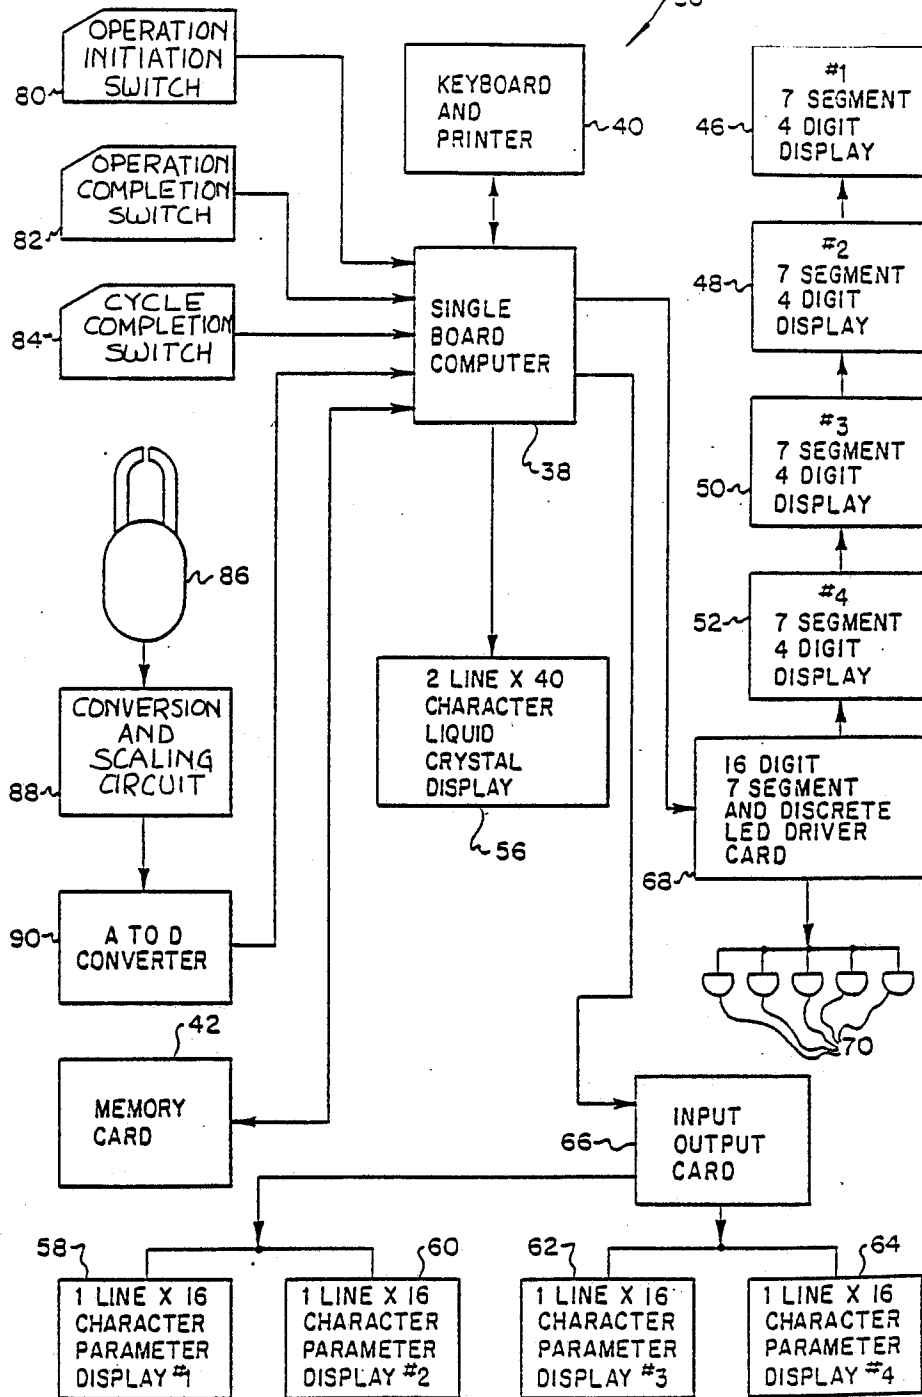 36
OPERATION
INITIATION
SWITCH
80
KEYBOARD
AND
PRINTER
40
#1
7 SEGMENT
4 DIGIT
DISPLAY
46
OPERATION
COMPLETION
SWITCH
82
#2
7 SEGMENT
4 DIGIT
DISPLAY
48
CYCLE
COMPLETION
SWITCH
84
SINGLE
BOARD
COMPUTER
38
#3
7 SEGMENT
4 DIGIT
DISPLAY
50
86
#4
7 SEGMENT
4 DIGIT
DISPLAY
52
CONVERSION
AND
SCALING
CIRCUIT
88
2 LINE X 40
CHARACTER
LIQUID
CRYSTAL
DISPLAY
56
16 DIGIT
7 SEGMENT
AND DISCRETE
LED DRIVER
CARD
68
A TO D
CONVERTER
90
70
42
MEMORY
CARD
INPUT
OUTPUT
CARD
66
58
1 LINE X 16
CHARACTER
PARAMETER
DISPLAY #1
60
1 LINE X 16
CHARACTER
PARAMETER
DISPLAY #2
62
1 LINE X 16
CHARACTER
PARAMETER
DISPLAY #3
64
1 LINE X 16
CHARACTER
PARAMETER
DISPLAY #4